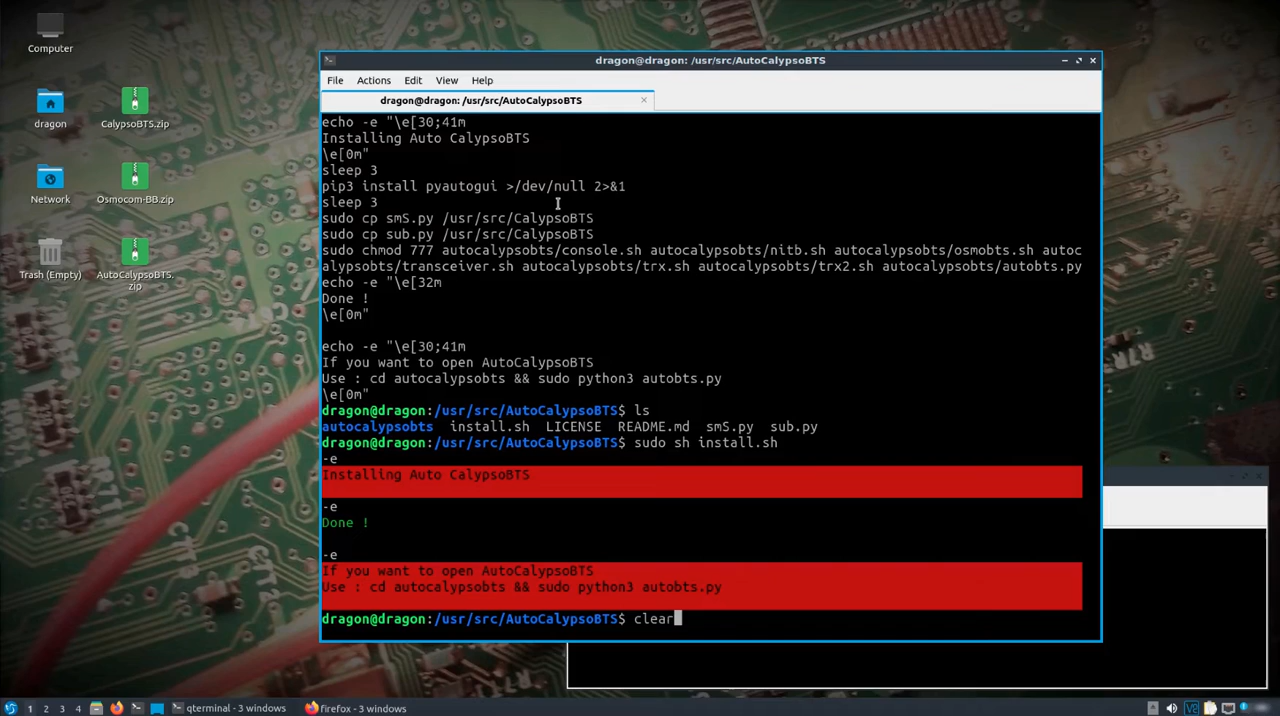 Computer
dragon
CalypsoBTS.zip
Network
Osmocom-BB.zip
Trash (Empty)
AutoCalypsoBTS.
zip
dragon@dragon: /usr/src/AutoCalypsoBTS
File Actions Edit View Help
dragon@dragon: /usr/src/AutoCalypsoBTS
echo -e "\e[30;41m
Installing Auto CalypsoBTS
\e[0m"
sleep 3
pip3 install pyautogui >/dev/null 2>&1
sleep 3
sudo cp smS.py /usr/src/CalypsoBTS
sudo cp sub.py /usr/src/CalypsoBTS
sudo chmod 777 autocalypsobts/console.sh autocalypsobts/nitb.sh autocalypsobts/osmobts.sh autoc
alypsobts/transceiver.sh autocalypsobts/trx.sh autocalypsobts/trx2.sh autocalypsobts/autobts.py
echo -e "\e[32m
Done !
\e[0m"
echo -e "\e[30;41m
If you want to open AutoCalypsoBTS
Use : cd autocalypsobts && sudo python3 autobts.py
\e[0m"
dragon@dragon:/usr/src/AutoCalypsoBTS$ ls
autocalypsobts install.sh LICENSE README.md smS.py sub.py
dragon@dragon:/usr/src/AutoCalypsoBTS$ sudo sh install.sh
-e
Installing Auto CalypsoBTS
-e
Done !
-e
If you want to open AutoCalypsoBTS
Use : cd autocalypsobts && sudo python3 autobts.py
dragon@dragon:/usr/src/AutoCalypsoBTS$ clear
1 2 3 4 qterminal - 3 windows firefox - 3 windows